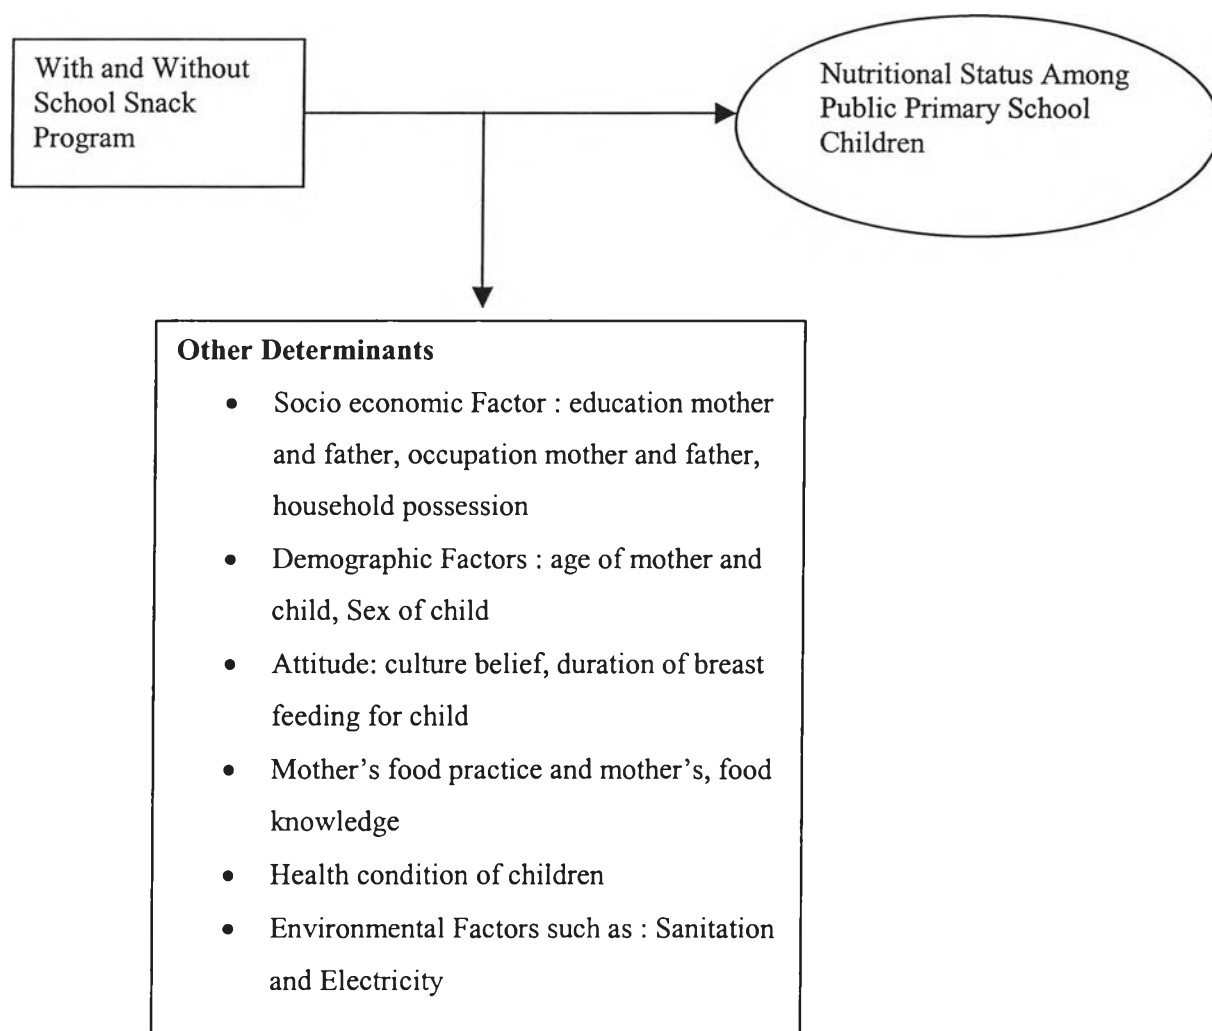 With and Without
School Snack
Program
Nutritional Status Among
Public Primary School
Children
Other Determinants
• Socio economic Factor : education mother
and father, occupation mother and father,
household possession
• Demographic Factors : age of mother and
child, Sex of child
• Attitude: culture belief, duration of breast
feeding for child
• Mother's food practice and mother's, food
knowledge
• Health condition of children
• Environmental Factors such as : Sanitation
and Electricity